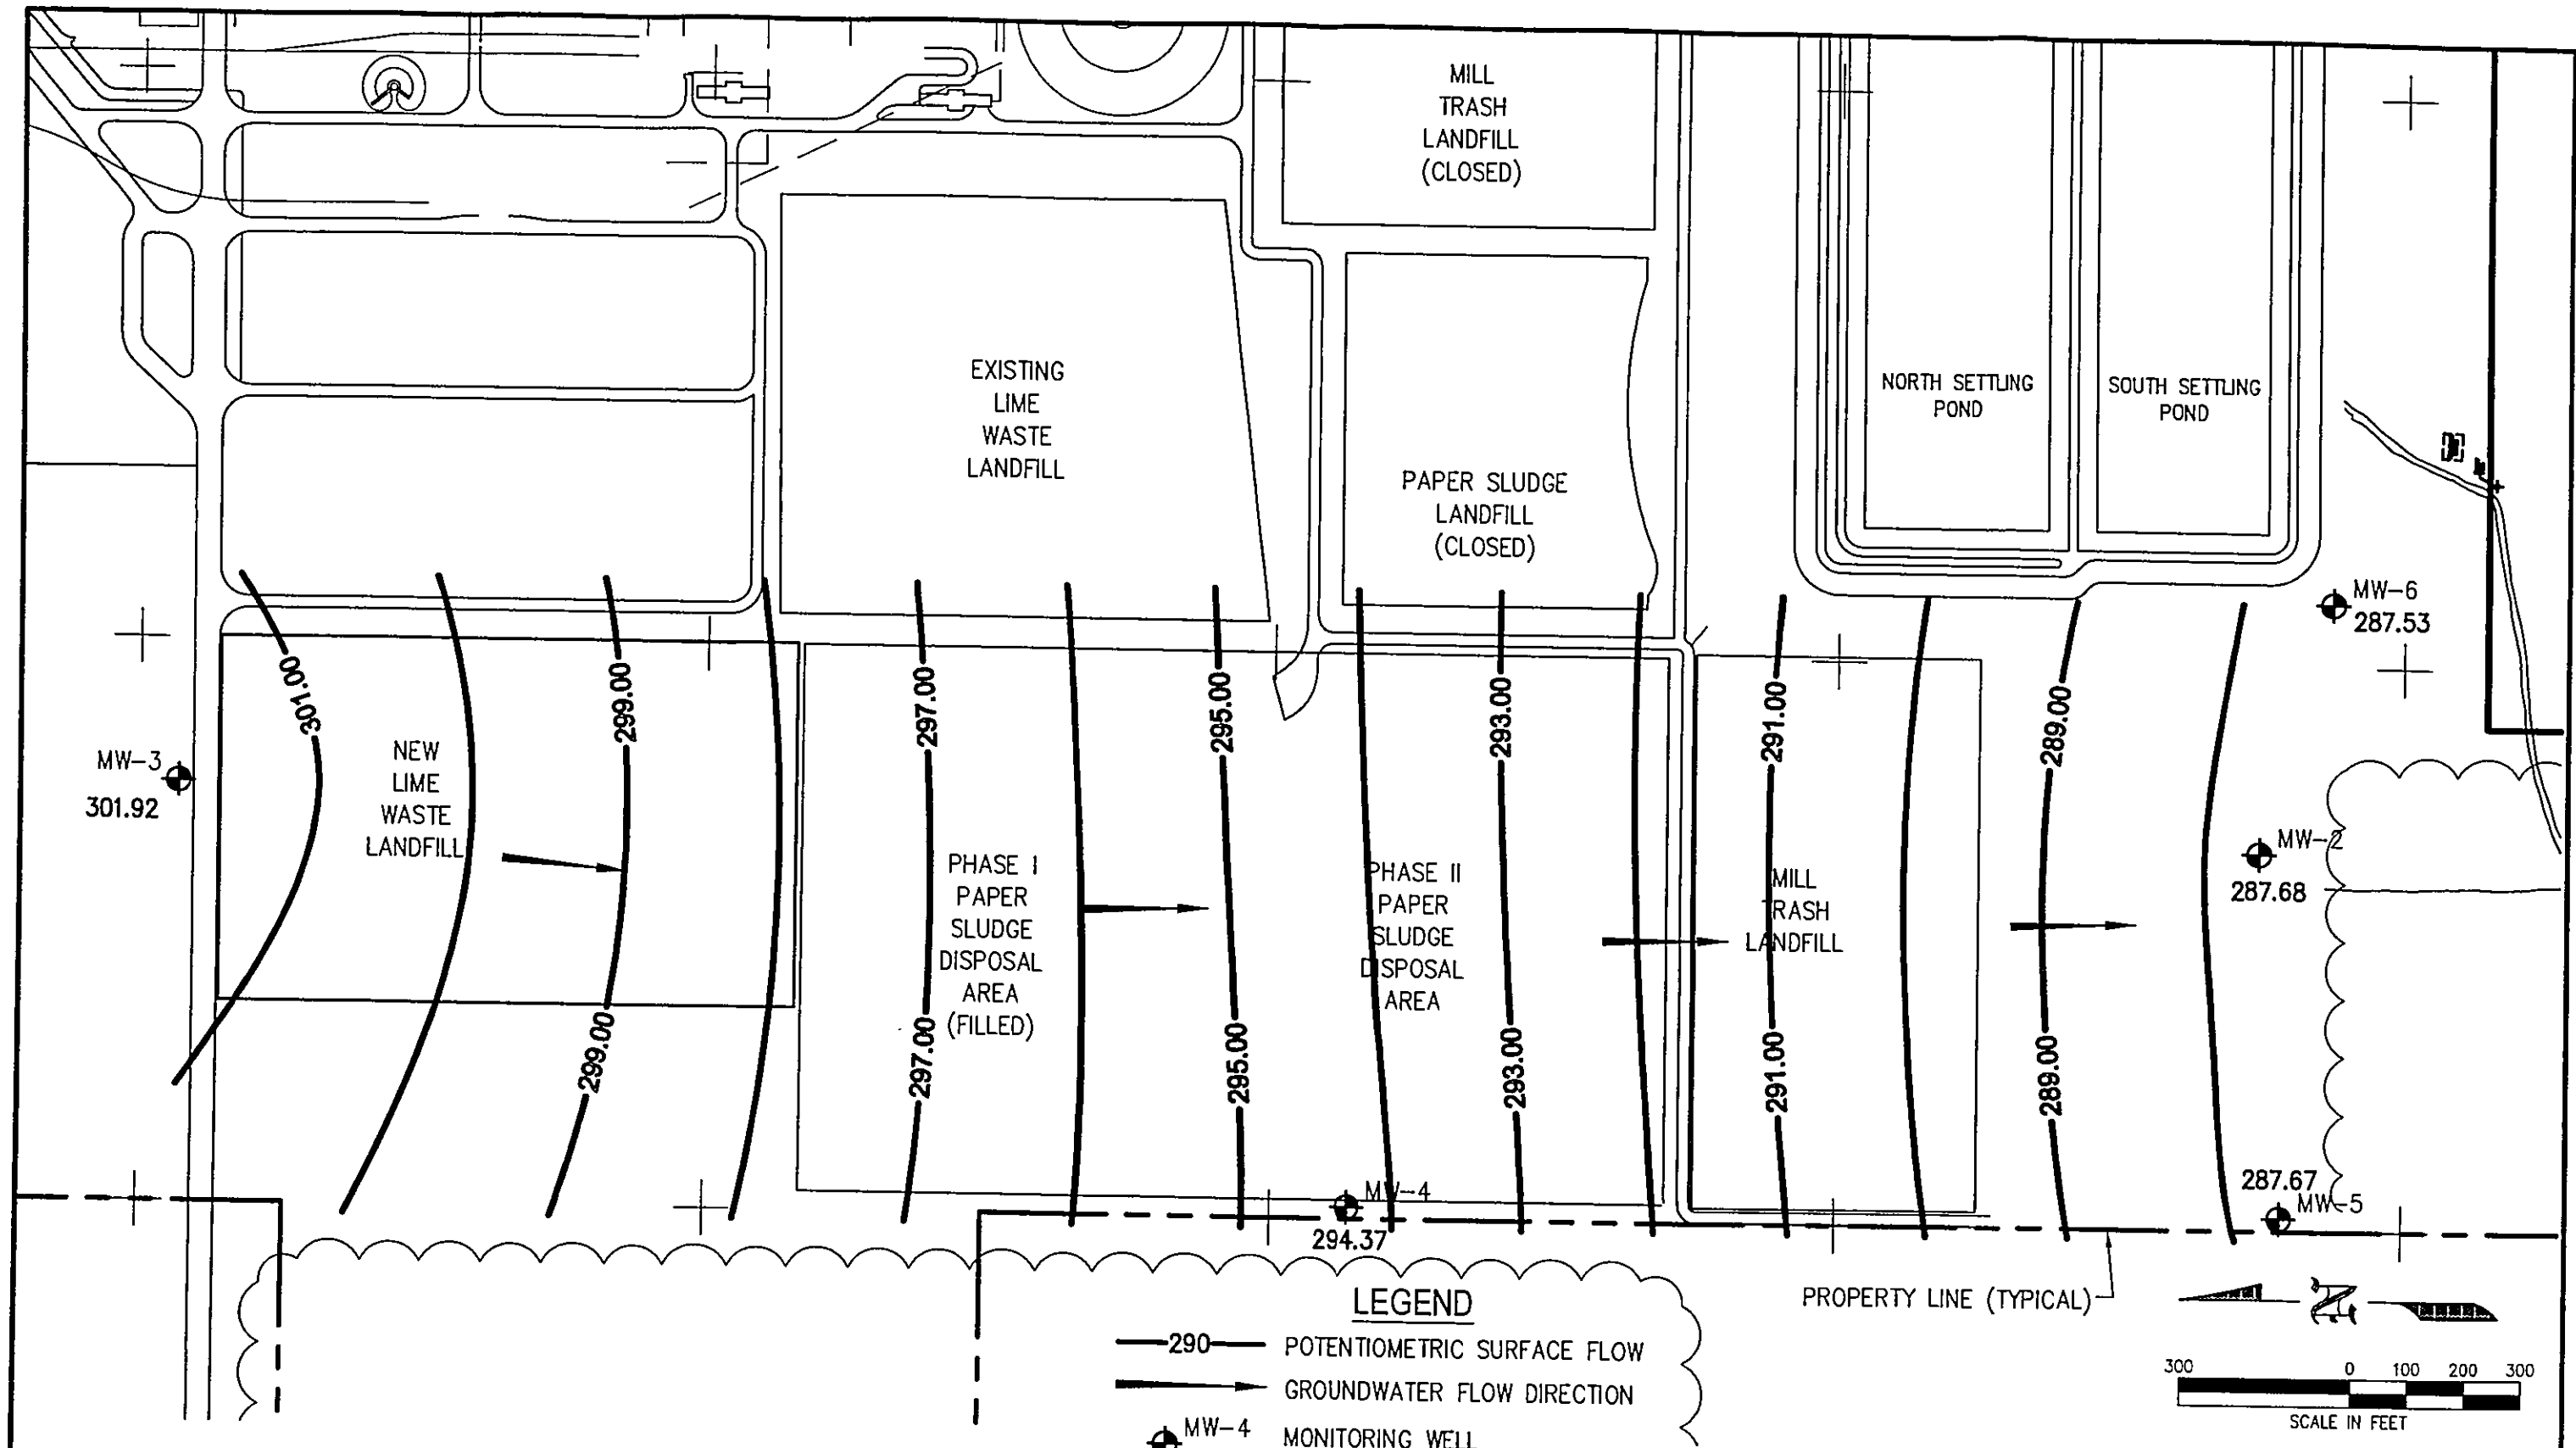 MILL
TRASH
LANDFILL
(CLOSED)
EXISTING
LIME
WASTE
LANDFILL
PAPER SLUDGE
LANDFILL
(CLOSED)
NORTH SETTLING
POND
SOUTH SETTLING
POND
MW-6
287.53
301.00
299.00
297.00
295.00
293.00
291.00
289.00
MW-3
301.92
NEW
LIME
WASTE
LANDFILL
PHASE I
PAPER
SLUDGE
DISPOSAL
AREA
(FILLED)
PHASE II
PAPER
SLUDGE
DISPOSAL
AREA
MILL
TRASH
LANDFILL
MW-2
287.68
299.00
297.00
295.00
293.00
291.00
289.00
MW-4
294.37
287.67
MW-5
PROPERTY LINE (TYPICAL)
LEGEND
290 POTENTIOMETRIC SURFACE FLOW
GROUNDWATER FLOW DIRECTION
MW-4 MONITORING WELL
N
300 0 100 200 300
SCALE IN FEET